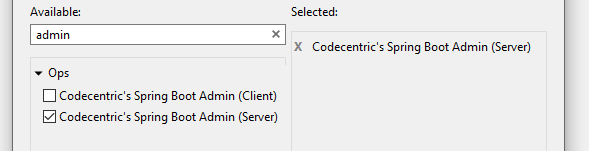 Available:
admin
Ops
Codecentric's Spring Boot Admin (Client)
Codecentric's Spring Boot Admin (Server)
Selected:
X Codecentric's Spring Boot Admin (Server)